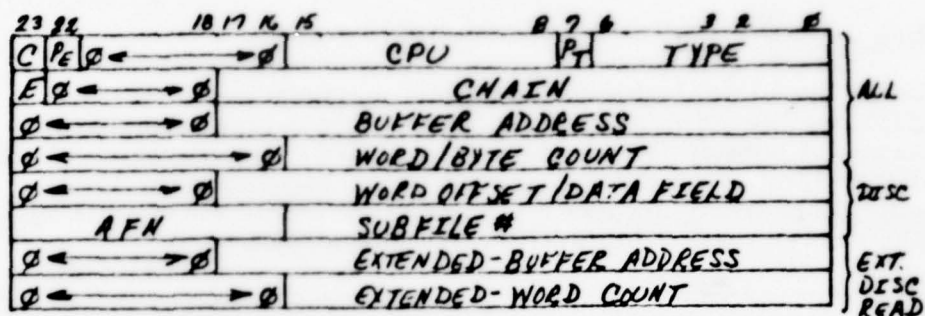 23 22 18 17 16 15 8 7 6 3 2 Ø
C PE Ø Ø CPU PT TYPE
E Ø Ø CHAIN
ALL
Ø Ø BUFFER ADDRESS
Ø Ø WORD/BYTE COUNT
Ø Ø WORD OFFSET/DATA FIELD
DISC
AFN SUBFILE #
Ø Ø EXTENDED-BUFFER ADDRESS
EXT.
DISC
READ
Ø Ø EXTENDED-WORD COUNT